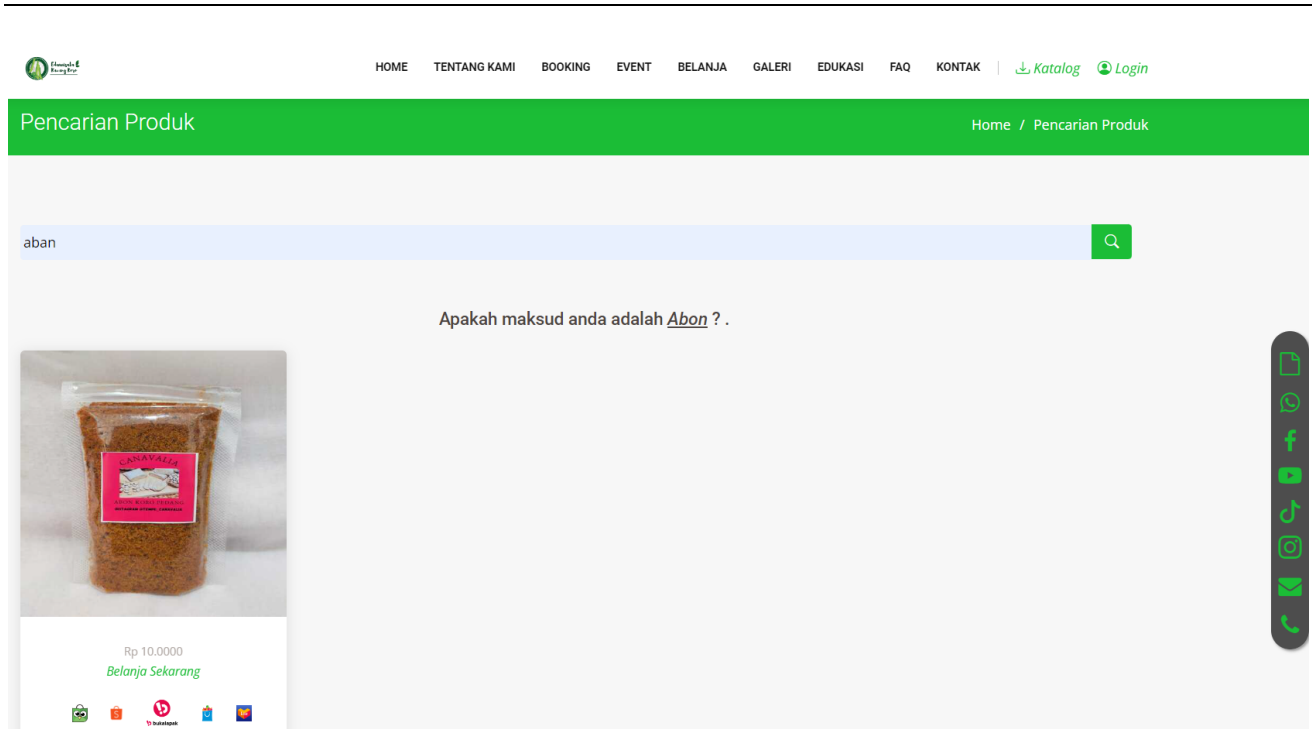 HOME TENTANG KAMI BOOKING EVENT BELANJA GALERI EDUKASI FAQ KONTAK Katalog Login
Pencarian Produk
Home / Pencarian Produk
aban
Apakah maksud anda adalah Abon ? .
CANAVALIA
Rp 10.0000
Belanja Sekarang
bukalapak